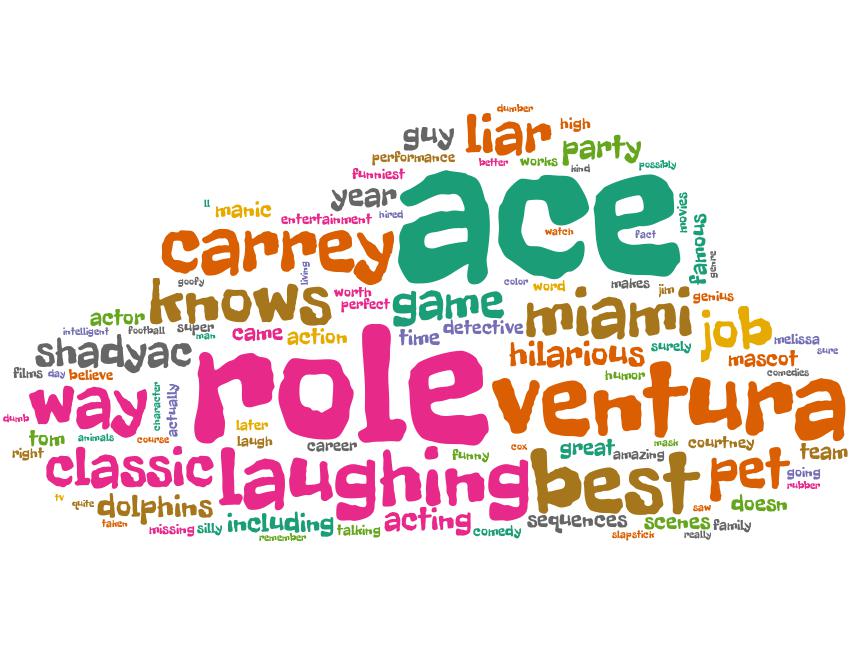 dumber
guy liar high
performance better works party possibly
funniest kind
year ace movies
ll manic entertainment hired
carrey watch fact famous
living genre
goofy color word makes jim
knows worth perfect game miami genius
actor
intelligent football super man came action time detective job melissa
shadyac hilarious surely mascot sure
films day believe role humor comedies
way character actually ventura
dumb later
tom animals course laugh career cox great mask courtney
right funny amazing team
classic laughing best pet going
tv rubber
quite dolphins saw doesn
taken missing silly including talking acting comedy sequences scenes family
remember slapstick really